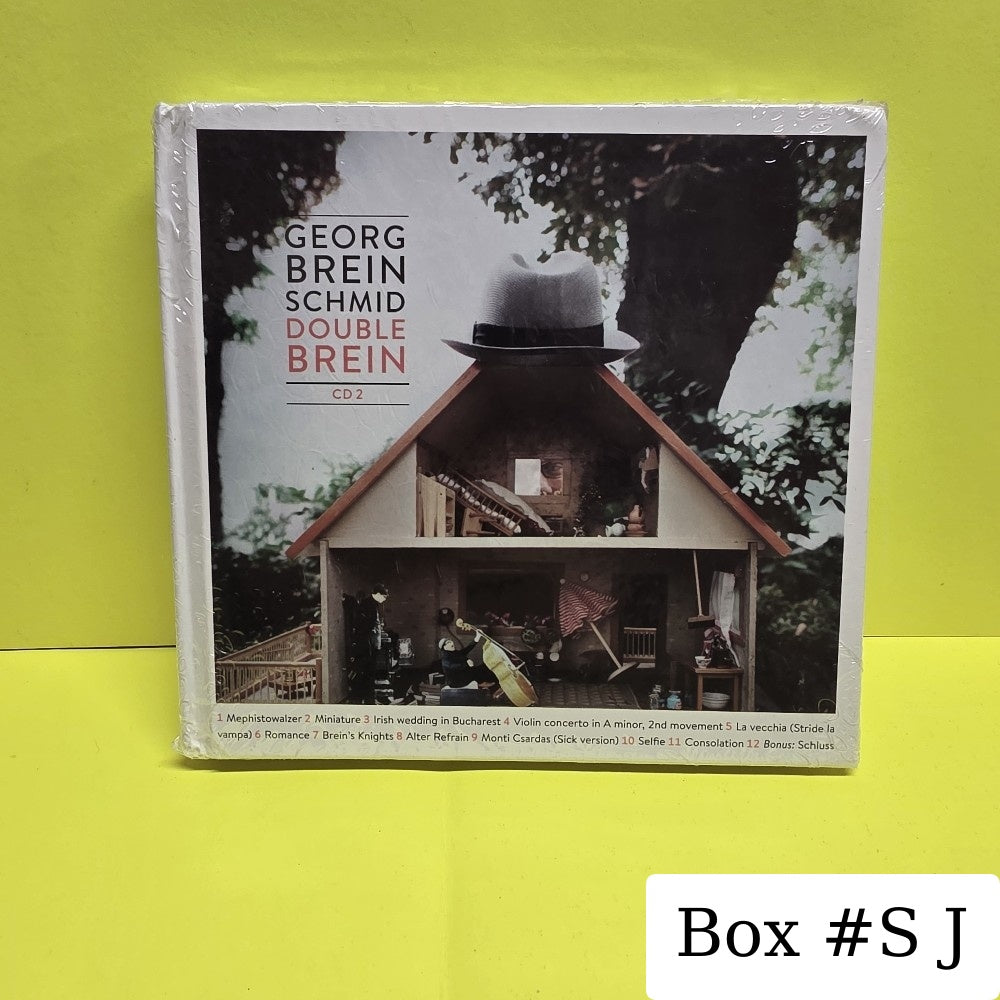 GEORG
BREIN
SCHMID
DOUBLE
BREIN
CD 2
1 Mephistowalzer 2 Miniature 3 Irish wedding in Bucharest 4 Violin concerto in A minor, 2nd movement 5 La vecchia (Stride la
vampa) 6 Romance 7 Brein's Knights 8 Alter Refrain 9 Monti Csardas (Sick version) 10 Selfie 11 Consolation 12 Bonus: Schluss
Box #S J